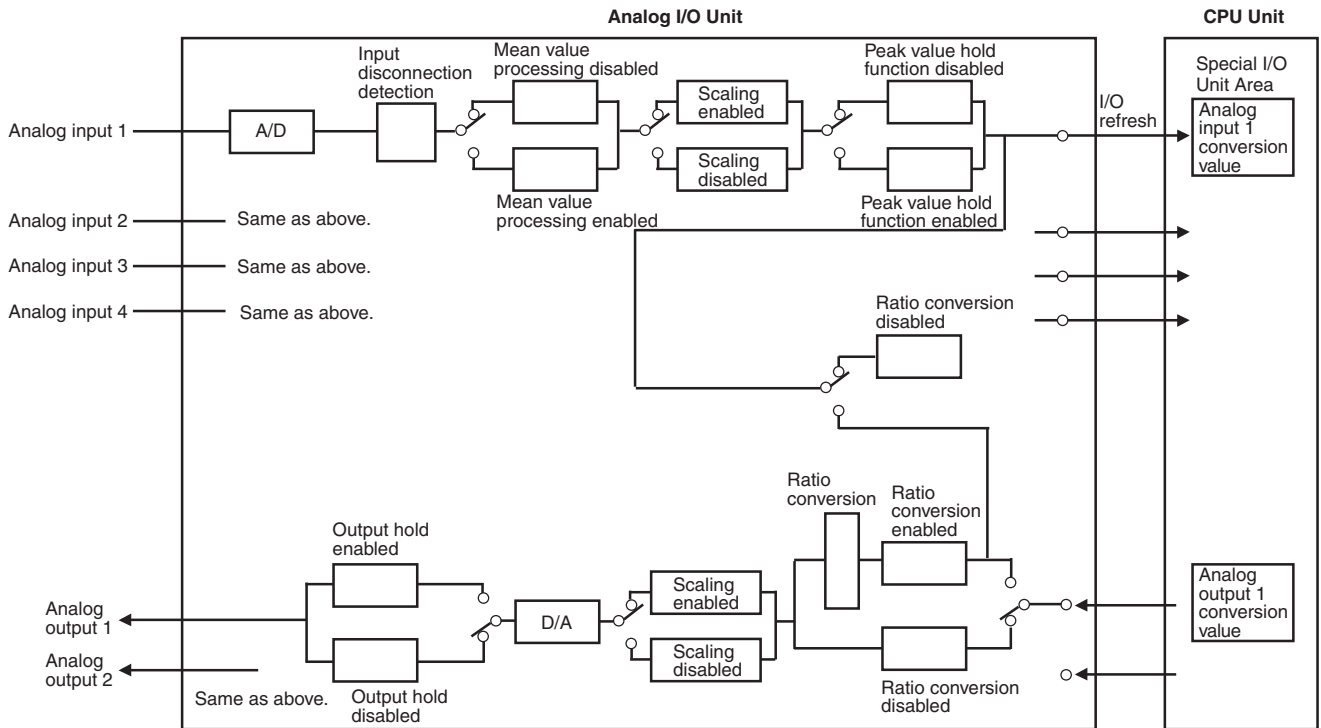 Analog I/O Unit
CPU Unit
Input
disconnection
detection
Mean value
processing disabled
Peak value hold
function disabled
Special I/O
Unit Area
Scaling
enabled
I/O
refresh
Analog input 1
A/D
Analog
input 1
conversion
value
Scaling
disabled
Mean value
processing enabled
Peak value hold
function enabled
Analog input 2
Same as above.
Analog input 3
Same as above.
Analog input 4
Same as above.
Ratio conversion
disabled
Ratio
conversion
Ratio
conversion
enabled
Output hold
enabled
Scaling
enabled
Analog
output 1
conversion
value
Analog
output 1
D/A
Scaling
disabled
Analog
output 2
Same as above.
Output hold
disabled
Ratio conversion
disabled